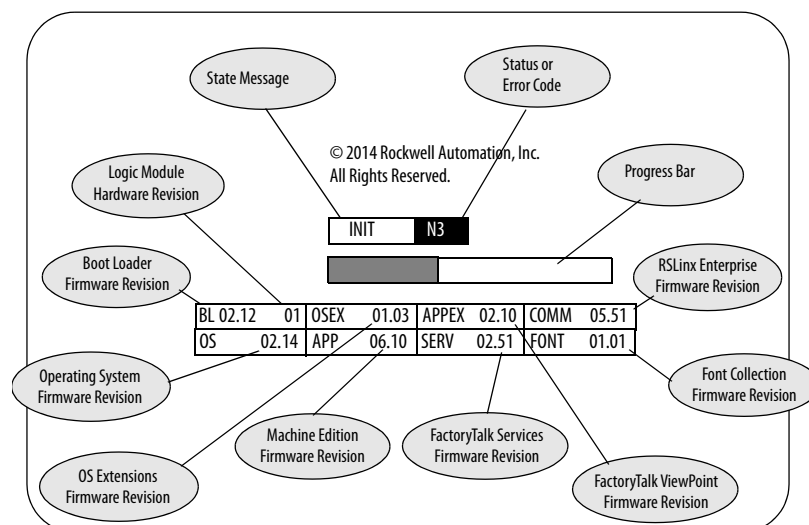 State Message
Status or
Error Code
© 2014 Rockwell Automation, Inc.
All Rights Reserved.
Logic Module
Hardware Revision
Progress Bar
INIT N3
Boot Loader
Firmware Revision
RSLinx Enterprise
Firmware Revision
BL 02.12 01 OSEX 01.03 APPEX 02.10 COMM 05.51
OS 02.14 APP 06.10 SERV 02.51 FONT 01.01
Operating System
Firmware Revision
Font Collection
Firmware Revision
Machine Edition
Firmware Revision
FactoryTalk Services
Firmware Revision
OS Extensions
Firmware Revision
FactoryTalk ViewPoint
Firmware Revision